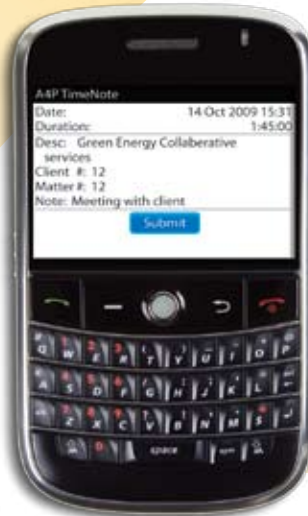 A4P TimeNote
Date: 14 Oct 2009 15:31
Duration: 1:45:00
Desc: Green Energy Collaberative
services
Client #: 12
Matter #: 12
Note: Meeting with client
Submit
Q W E R T Y U I O P
A S D F G H J K L
Z X C V B N M $
space